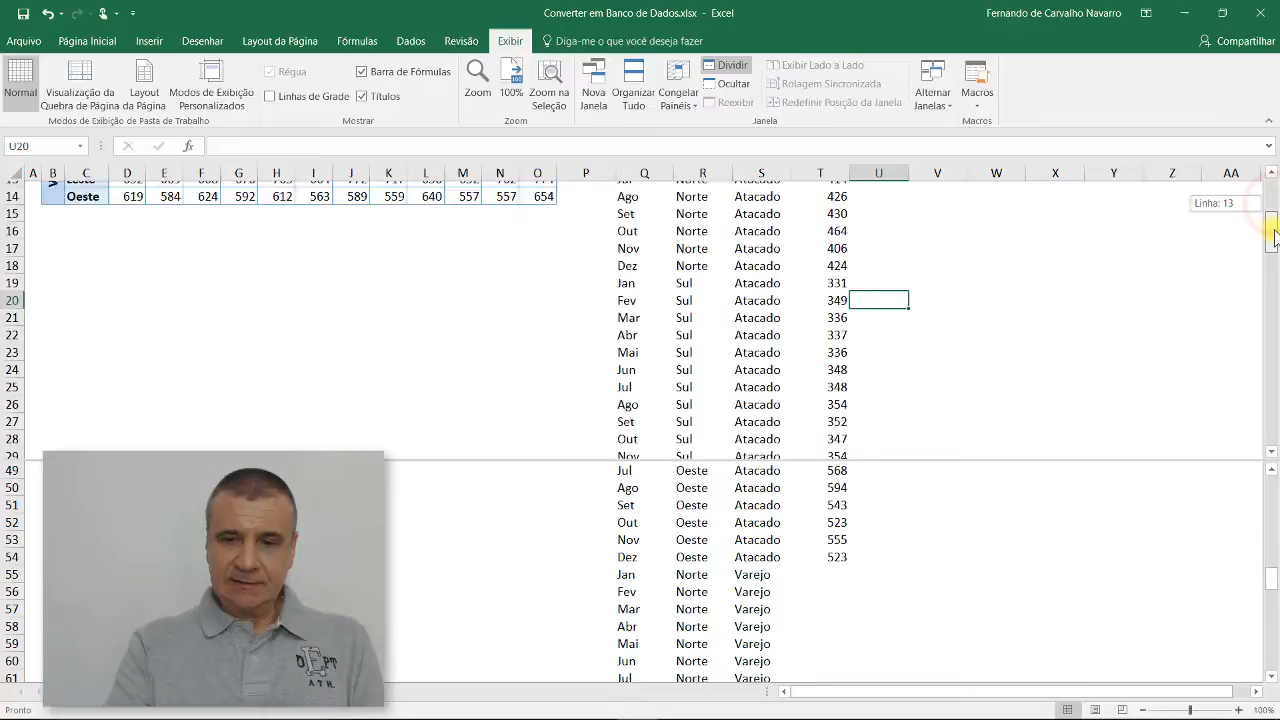 Converter em Banco de Dados.xlsx - Excel
Fernando de Carvalho Navarro
Arquivo Página Inicial Inserir Desenhar Layout da Página Fórmulas Dados Revisão Exibir Diga-me o que você deseja fazer Compartilhar
Normal
Visualização da Quebra de Página
Layout da Página
Modos de Exibição Personalizados
Modos de Exibição de Pasta de Trabalho
Régua
Linhas de Grade
Barra de Fórmulas
Títulos
Mostrar
Zoom
100%
Zoom na Seleção
Zoom
Nova Janela
Organizar Tudo
Congelar Painéis
Dividir
Ocultar
Reexibir
Exibir Lado a Lado
Rolagem Sincronizada
Redefinir Posição da Janela
Janela
Alternar Janelas
Macros
Macros
U20
fx
A B C D E F G H I J K L M N O P Q R S T U V W X Y Z AA
14 Oeste 619 584 624 592 612 563 589 559 640 557 557 654 Ago Norte Atacado 426
Linha: 13
15 Set Norte Atacado 430
16 Out Norte Atacado 464
17 Nov Norte Atacado 406
18 Dez Norte Atacado 424
19 Jan Sul Atacado 331
20 Fev Sul Atacado 349
21 Mar Sul Atacado 336
22 Abr Sul Atacado 337
23 Mai Sul Atacado 336
24 Jun Sul Atacado 348
25 Jul Sul Atacado 348
26 Ago Sul Atacado 354
27 Set Sul Atacado 352
28 Out Sul Atacado 347
29 Nov Sul Atacado 354
49 Jul Oeste Atacado 568
50 Ago Oeste Atacado 594
51 Set Oeste Atacado 543
52 Out Oeste Atacado 523
53 Nov Oeste Atacado 555
54 Dez Oeste Atacado 523
55 Jan Norte Varejo
56 Fev Norte Varejo
57 Mar Norte Varejo
58 Abr Norte Varejo
59 Mai Norte Varejo
60 Jun Norte Varejo
61 Jul Norte Varejo
DEPT
ATH.
Pronto
100%